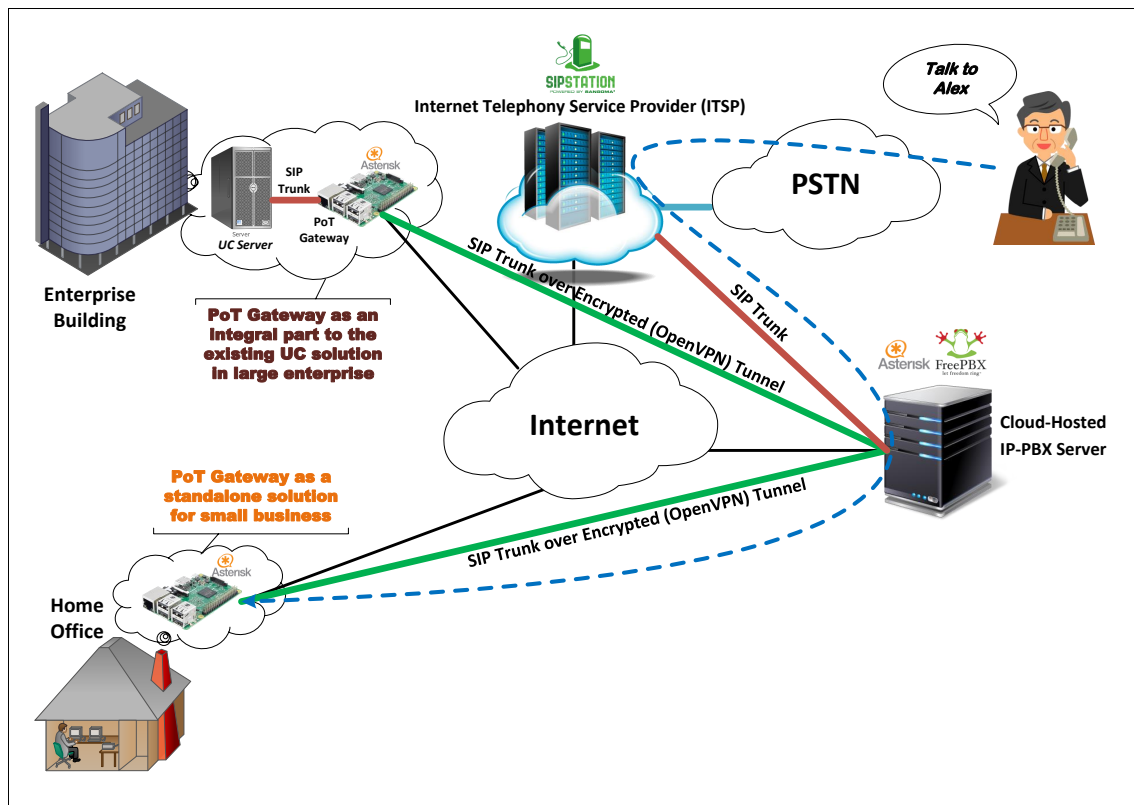 SIPSTATION
POWERED BY SANGOMA
Internet Telephony Service Provider (ITSP)
Talk to
Alex
PSTN
Asterisk
SIP
Trunk
PoT
Gateway
Server
UC Server
Enterprise
Building
PoT Gateway as an
integral part to the
existing UC solution
in large enterprise
SIP Trunk over Encrypted (OpenVPN) Tunnel
SIP Trunk
Asterisk
FreePBX
let freedom ring
Cloud-Hosted
IP-PBX Server
Internet
PoT Gateway as a
standalone solution
for small business
SIP Trunk over Encrypted (OpenVPN) Tunnel
Asterisk
Home
Office